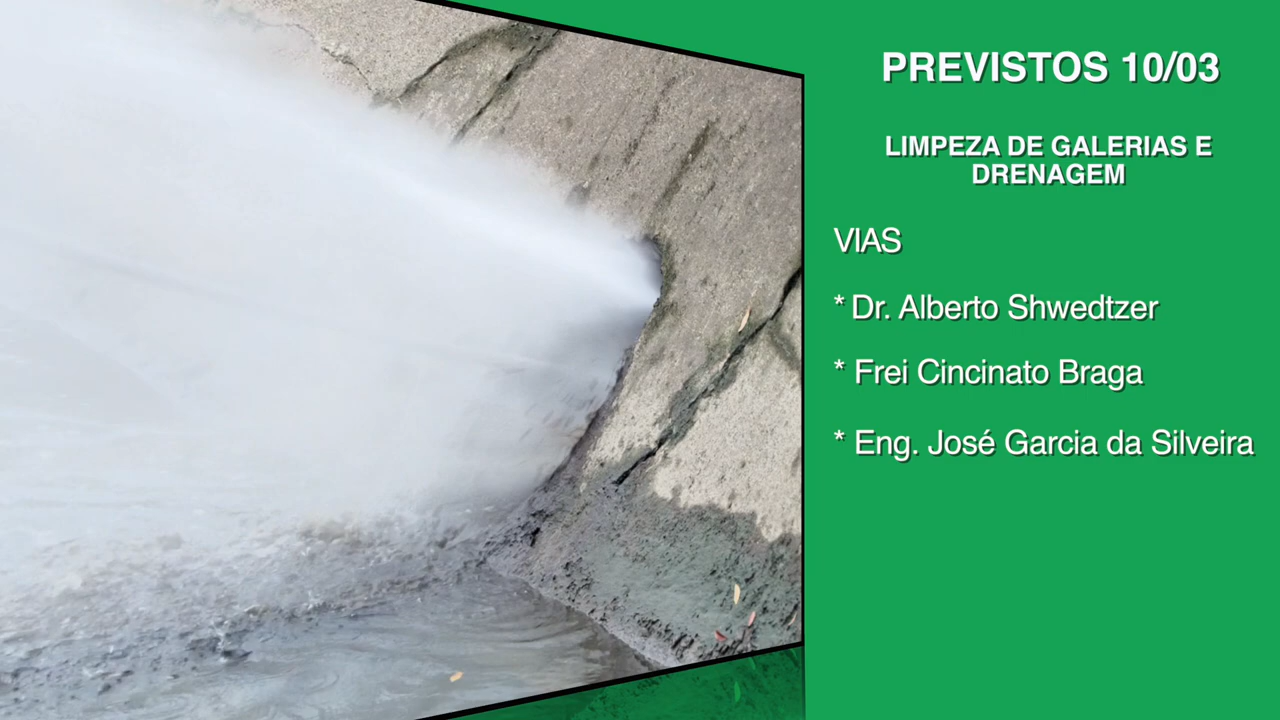 PREVISTOS 10/03
LIMPEZA DE GALERIAS E
DRENAGEM
VIAS
* Dr. Alberto Shwedtzer
* Frei Cincinato Braga
* Eng. José Garcia da Silveira